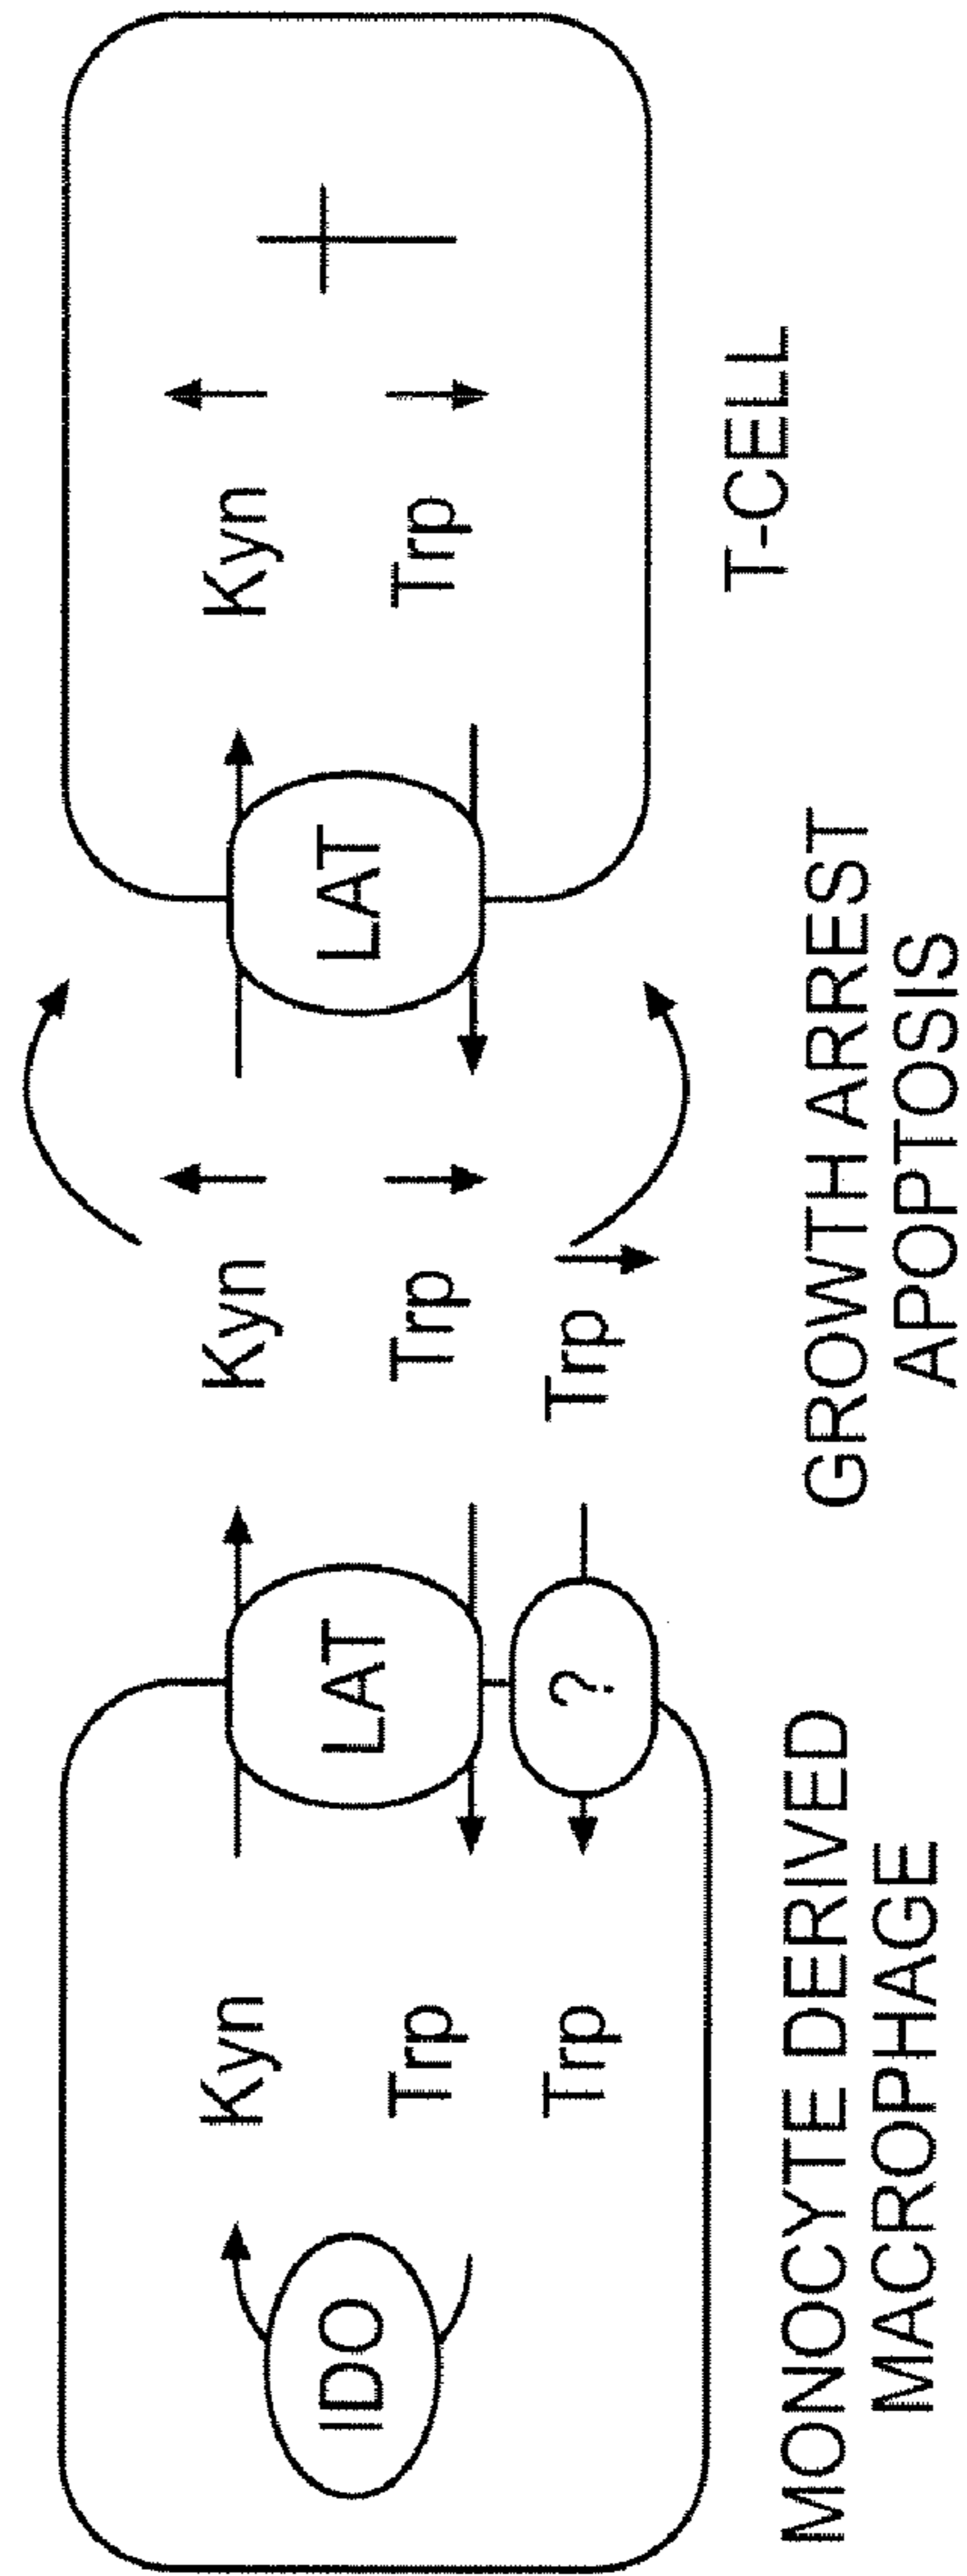 IDO
Kyn
Trp
Trp
LAT
?
Kyn
Trp
Trp
LAT
Kyn
Trp
MONOCYTE DERIVED
MACROPHAGE
GROWTH ARREST
APOPTOSIS
T-CELL